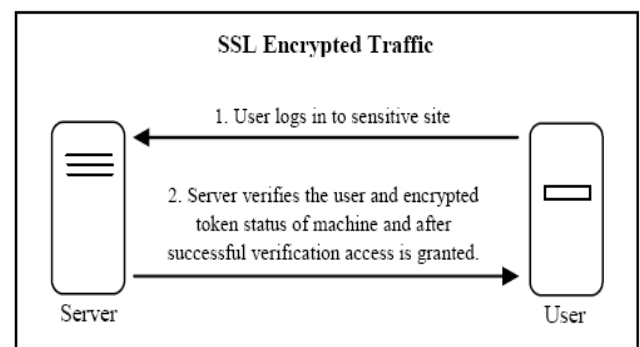 SSL Encrypted Traffic
1. User logs in to sensitive site
2. Server verifies the user and encrypted
token status of machine and after
successful verification access is granted.
Server
User